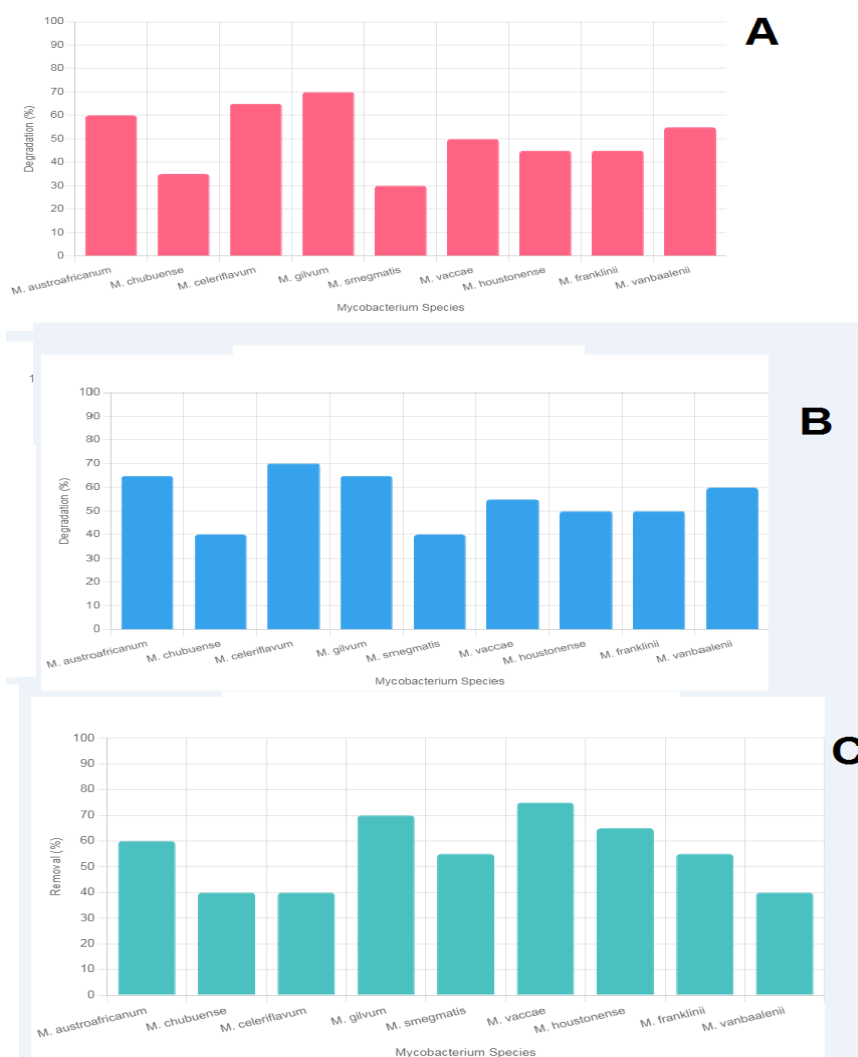 A
100
90
80
70
60
50
40
30
20
10
0
Degradation (%)
M. austroafricanum
M. chubuense
M. celeriflavum
M. gilvum
M. smegmatis
M. vaccae
M. houstonense
M. franklinii
M. vanbaalenii
Mycobacterium Species
1
B
100
90
80
70
60
50
40
30
20
10
0
Degradation (%)
M. austroafricanum
M. chubuense
M. celeriflavum
M. gilvum
M. smegmatis
M. vaccae
M. houstonense
M. franklinii
M. vanbaalenii
Mycobacterium Species
C
100
90
80
70
60
50
40
30
20
10
0
Removal (%)
M. austroafricanum
M. chubuense
M. celeriflavum
M. gilvum
M. smegmatis
M. vaccae
M. houstonense
M. franklinii
M. vanbaalenii
Mycobacterium Species